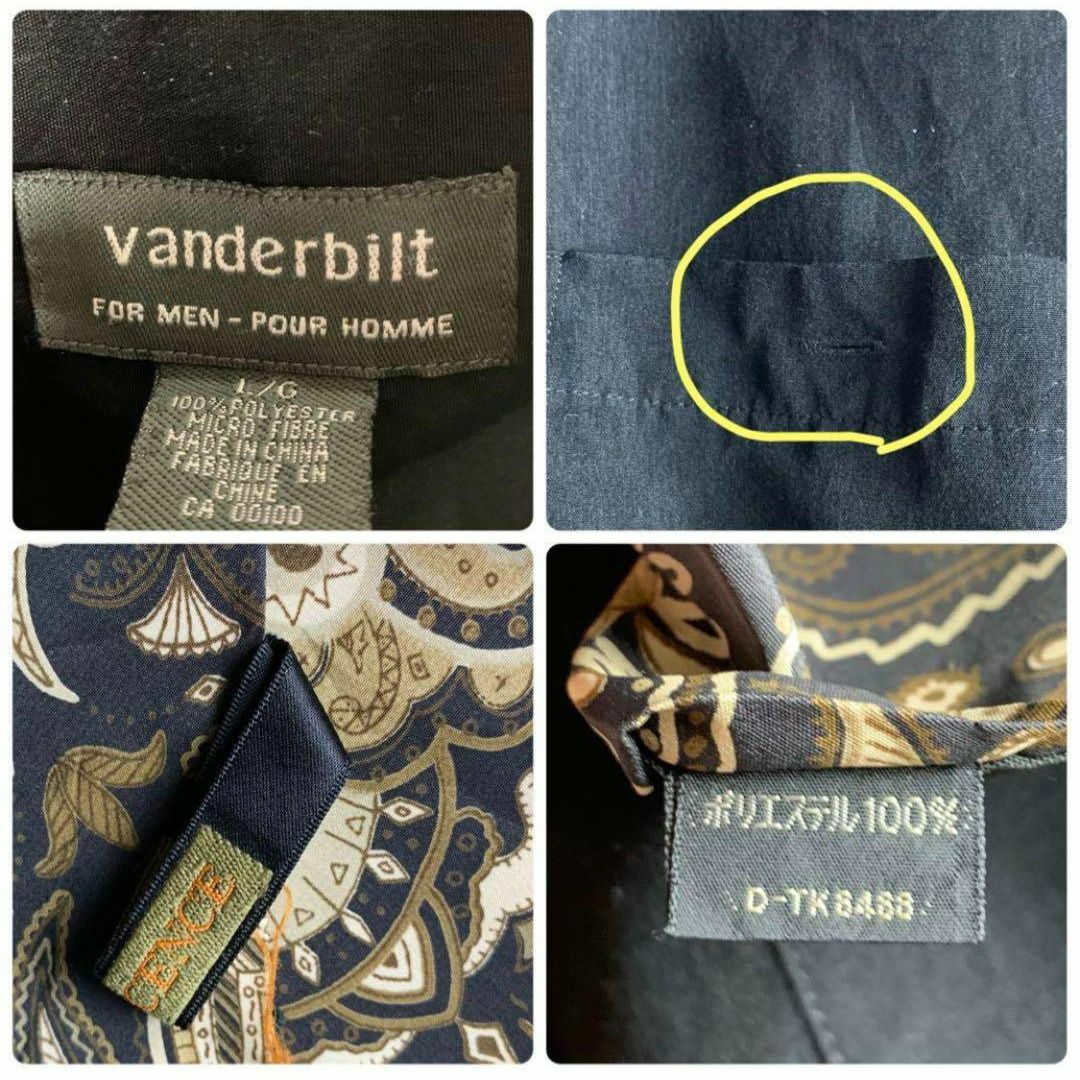 vanderbilt
FOR MEN - POUR HOMME
L/G
100% POLYESTER
MICRO FIBRE
MADE IN CHINA
FABRIQUE EN
CHINE
CA 00100
CENCE
ポリエステル100%
D-TK8488